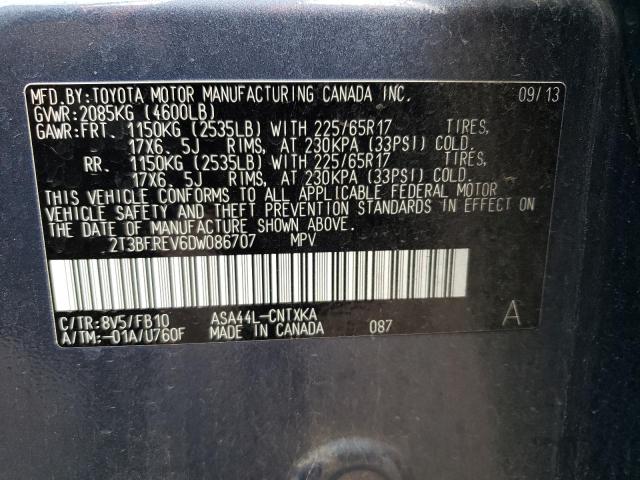 MFD.BY:TOYOTA MOTOR MANUFACTURING CANADA INC. 09/13
GVWR:2085KG (4600LB)
GAWR:FRT. 1150KG (2535LB) WITH 225/65R17 TIRES,
17X6. 5J RIMS, AT 230KPA (33PSI) COLD.
RR. 1150KG (2535LB) WITH 225/65R17 TIRES,
17X6. 5J RIMS, AT 230KPA (33PSI) COLD.
THIS VEHICLE CONFORMS TO ALL APPLICABLE FEDERAL MOTOR
VEHICLE SAFETY AND THEFT PREVENTION STANDARDS IN EFFECT ON
THE DATE OF MANUFACTURE SHOWN ABOVE.
2T3BFREV6DW086707 MPV
C/TR:8V5/FB10 ASA44L-CNTXKA A
A/TM:-01A/U760F MADE IN CANADA 087